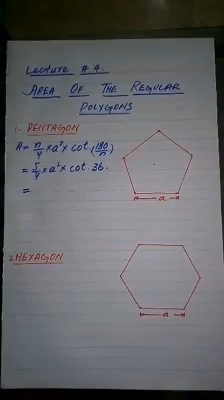 Lecture # 4.
AREA OF THE REGULAR
POLYGONS
1- PENTAGON
A = n/4 × a² × cot (180/n)
= 5/4 × a² × cot 36.
=
a
2. HEXAGON
a